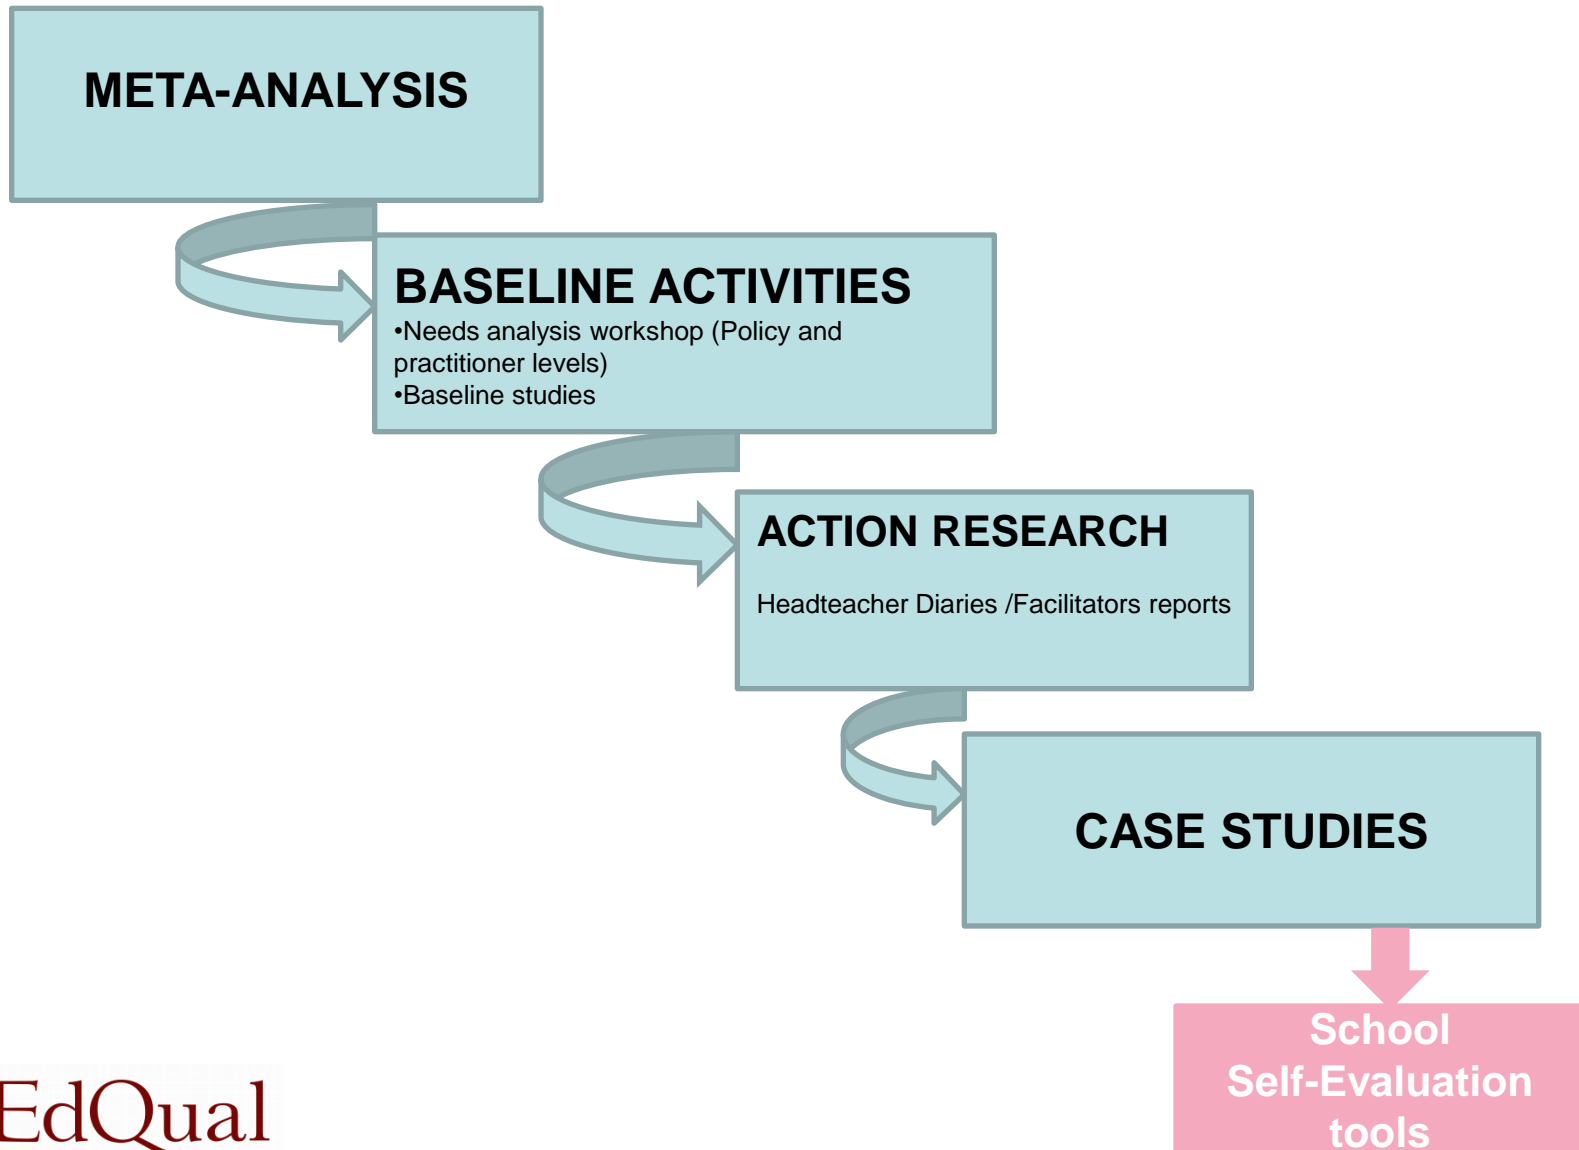 META-ANALYSIS
BASELINE ACTIVITIES
•Needs analysis workshop (Policy and
practitioner levels)
•Baseline studies
ACTION RESEARCH
Headteacher Diaries /Facilitators reports
CASE STUDIES
School
Self-Evaluation
tools
EdQual